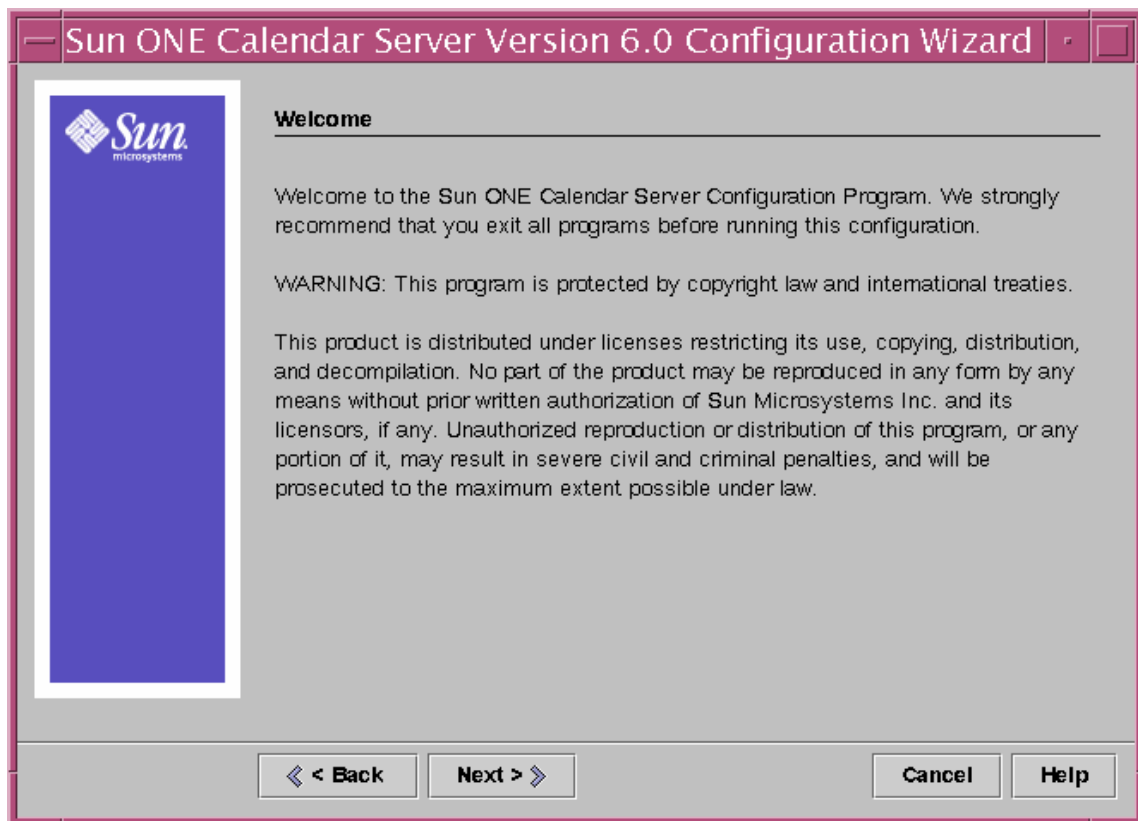 Sun ONE Calendar Server Version 6.0 Configuration Wizard
Sun
microsystems
Welcome
Welcome to the Sun ONE Calendar Server Configuration Program. We strongly
recommend that you exit all programs before running this configuration.
WARNING: This program is protected by copyright law and international treaties.
This product is distributed under licenses restricting its use, copying, distribution,
and decompilation. No part of the product may be reproduced in any form by any
means without prior written authorization of Sun Microsystems Inc. and its
licensors, if any. Unauthorized reproduction or distribution of this program, or any
portion of it, may result in severe civil and criminal penalties, and will be
prosecuted to the maximum extent possible under law.
< Back
Next >
Cancel
Help